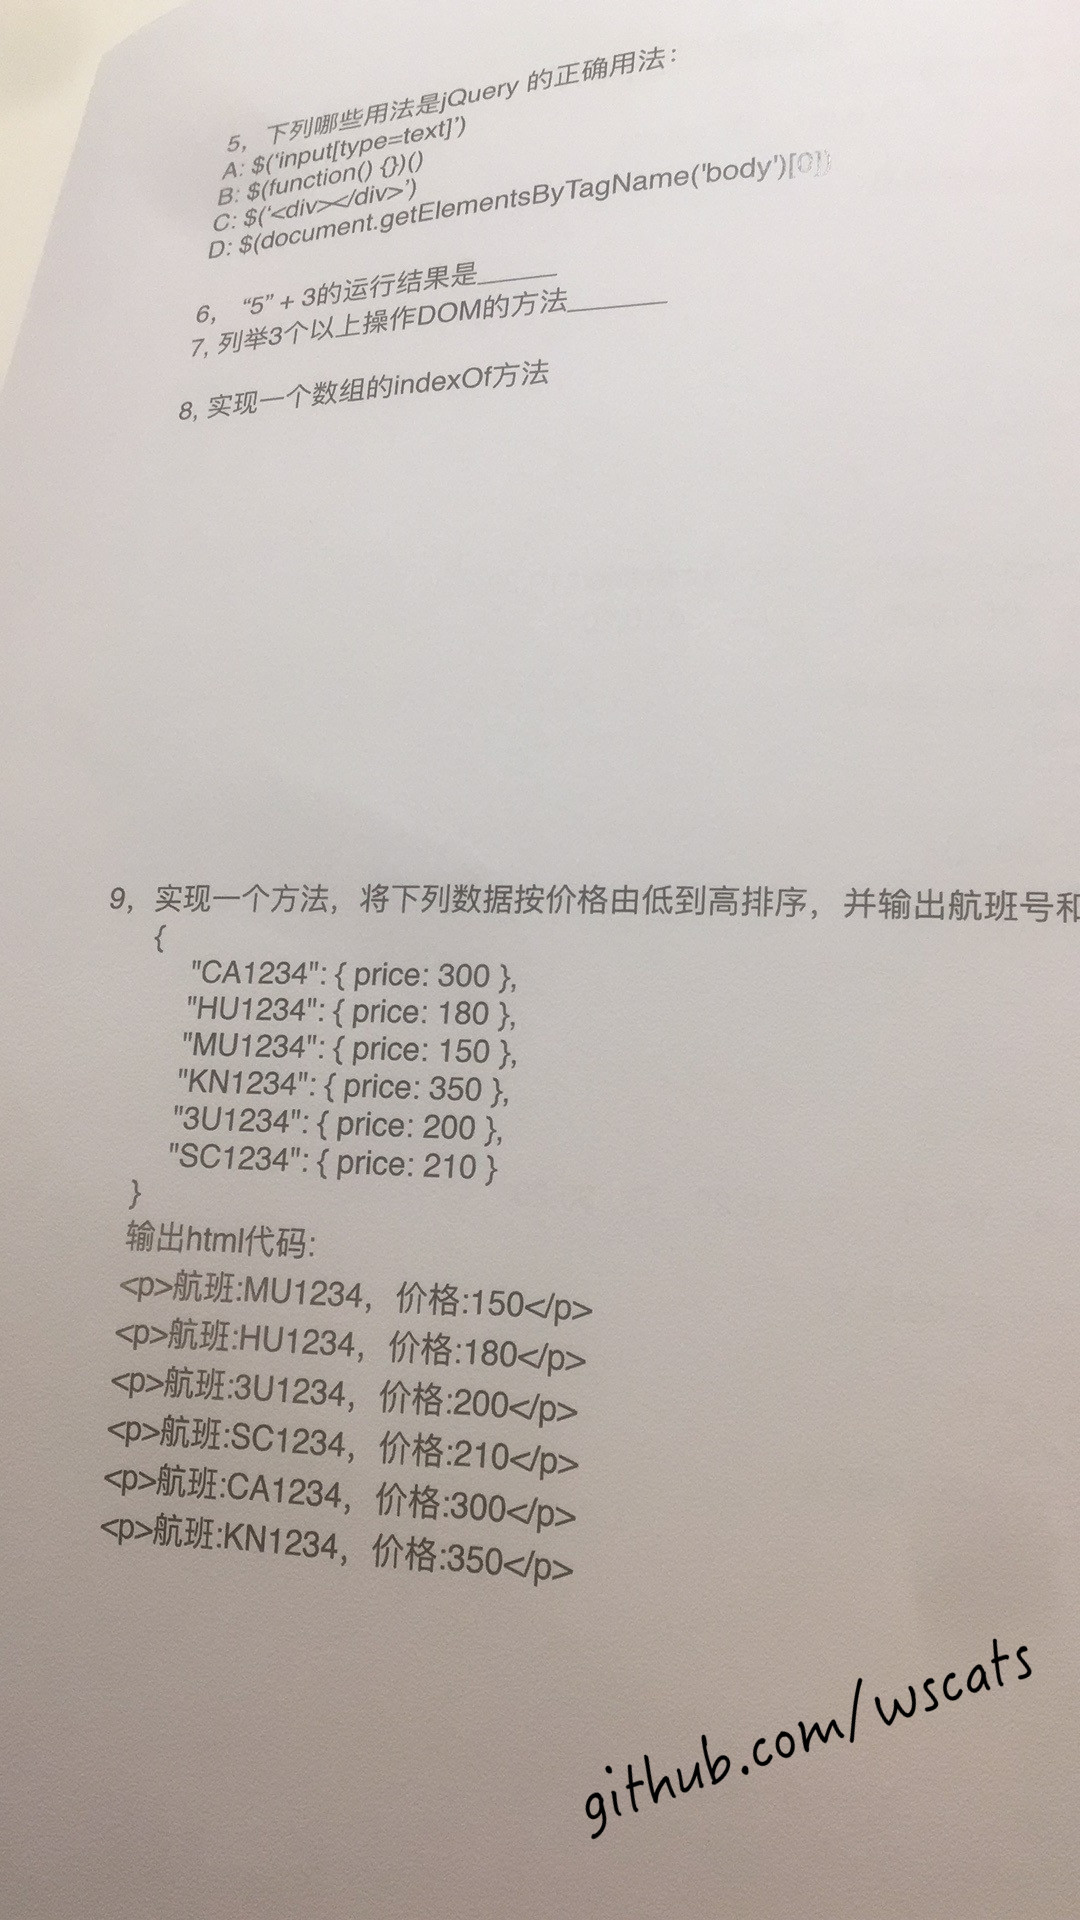 5， 下列哪些用法是jQuery 的正确用法：
A: $(‘input[type=text]’)
B: $(function() {})()
C: $(‘<div></div>’)
D: $(document.getElementsByTagName('body')[0])
6， “5” + 3的运行结果是______
7, 列举3个以上操作DOM的方法_______
8, 实现一个数组的indexOf方法
9，实现一个方法，将下列数据按价格由低到高排序，并输出航班号和
{
"CA1234": { price: 300 },
"HU1234": { price: 180 },
"MU1234": { price: 150 },
"KN1234": { price: 350 },
"3U1234": { price: 200 },
"SC1234": { price: 210 }
}
输出html代码:
<p>航班:MU1234，价格:150</p>
<p>航班:HU1234，价格:180</p>
<p>航班:3U1234，价格:200</p>
<p>航班:SC1234，价格:210</p>
<p>航班:CA1234，价格:300</p>
<p>航班:KN1234，价格:350</p>
github.com/wscats